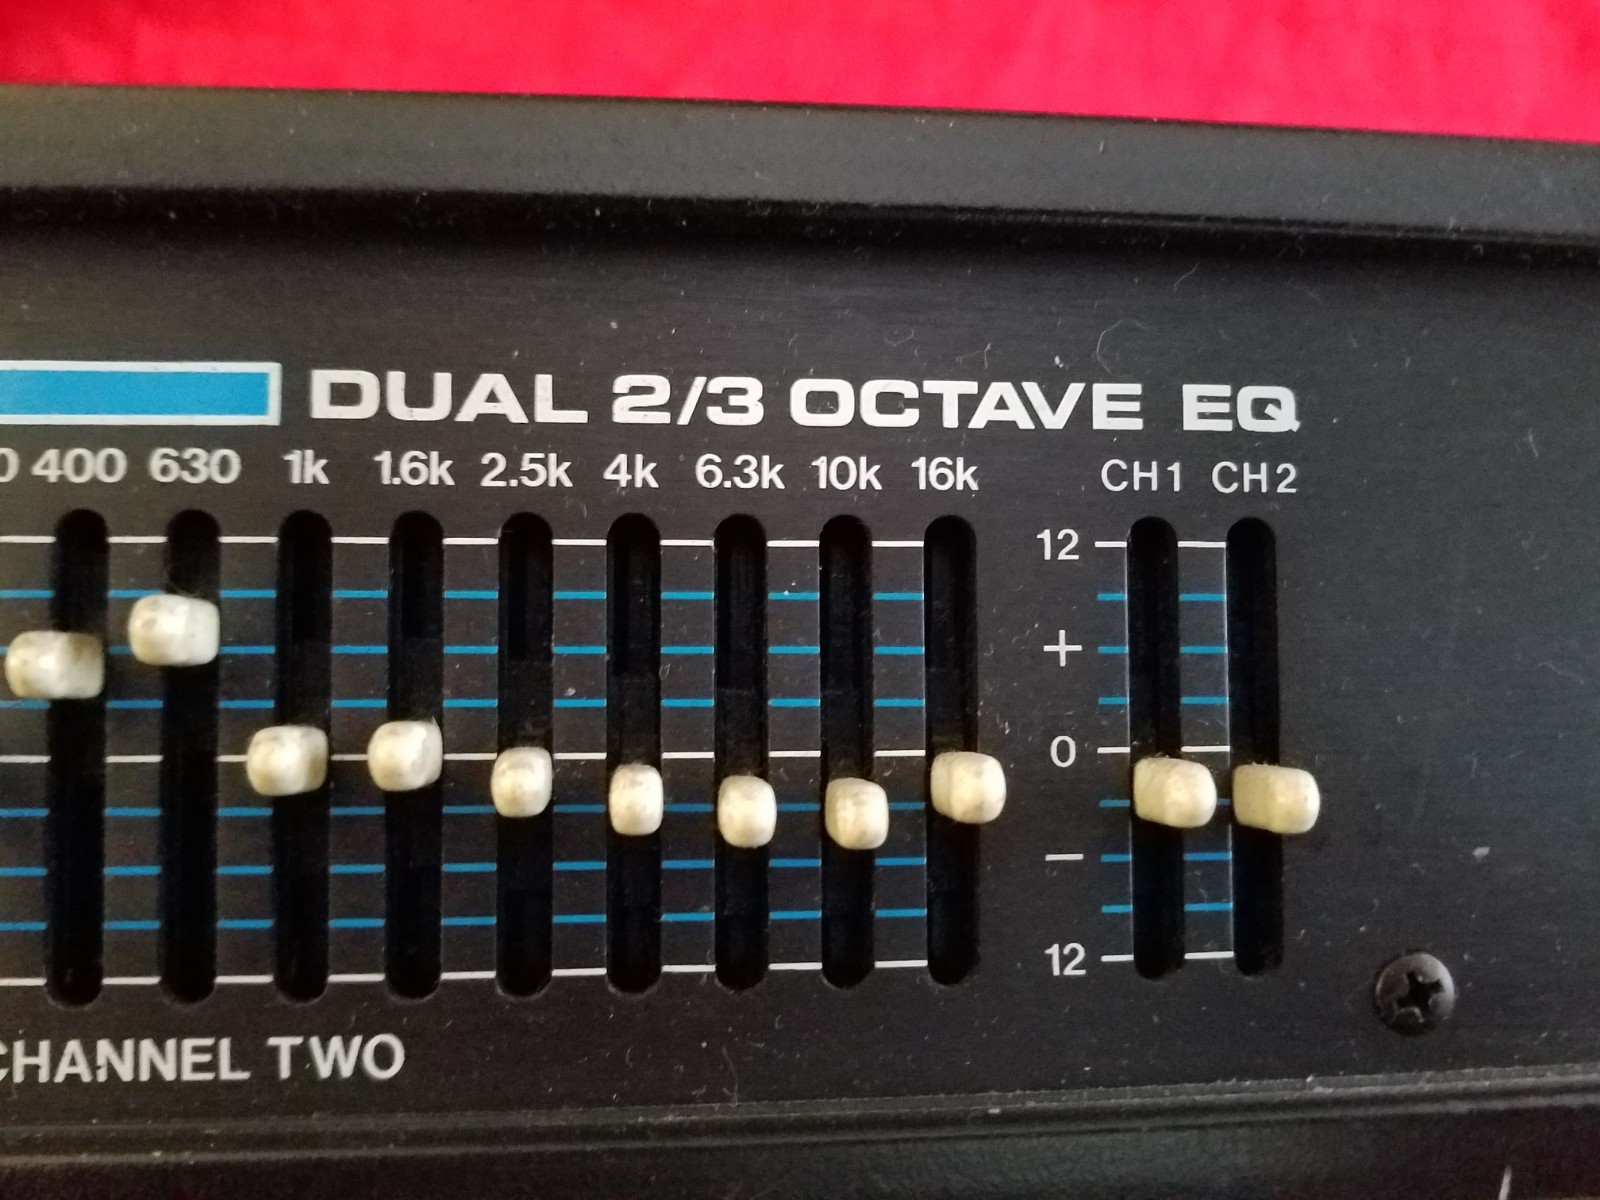 DUAL 2/3 OCTAVE EQ
0 400 630 1k 1.6k 2.5k 4k 6.3k 10k 16k CH1 CH2
12
+
0
–
12
CHANNEL TWO